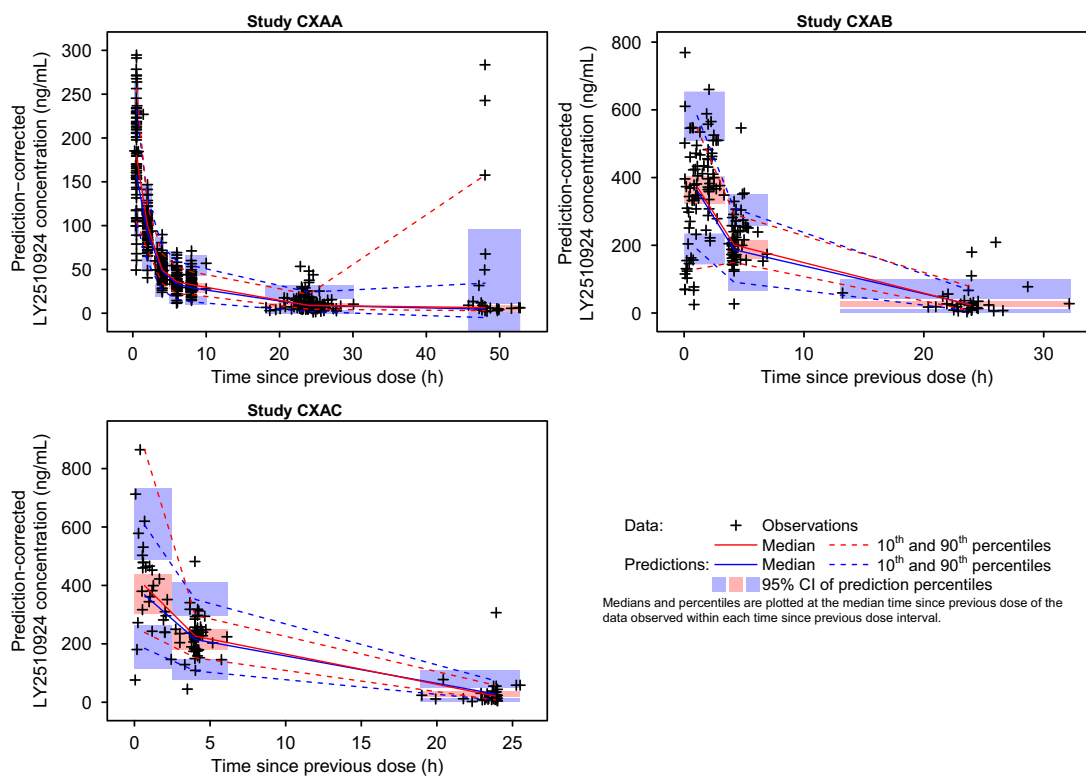 Study CXAA
Prediction−corrected
LY2510924 concentration (ng/mL)
300
250
200
150
100
50
0
0 10 20 30 40 50
Time since previous dose (h)
Study CXAB
Prediction-corrected
LY2510924 concentration (ng/mL)
800
600
400
200
0
0 10 20 30
Time since previous dose (h)
Study CXAC
Prediction-corrected
LY2510924 concentration (ng/mL)
800
600
400
200
0
0 5 10 15 20 25
Time since previous dose (h)
Data: + Observations
Median 10th and 90th percentiles
Predictions: Median 10th and 90th percentiles
95% CI of prediction percentiles
Medians and percentiles are plotted at the median time since previous dose of the
data observed within each time since previous dose interval.